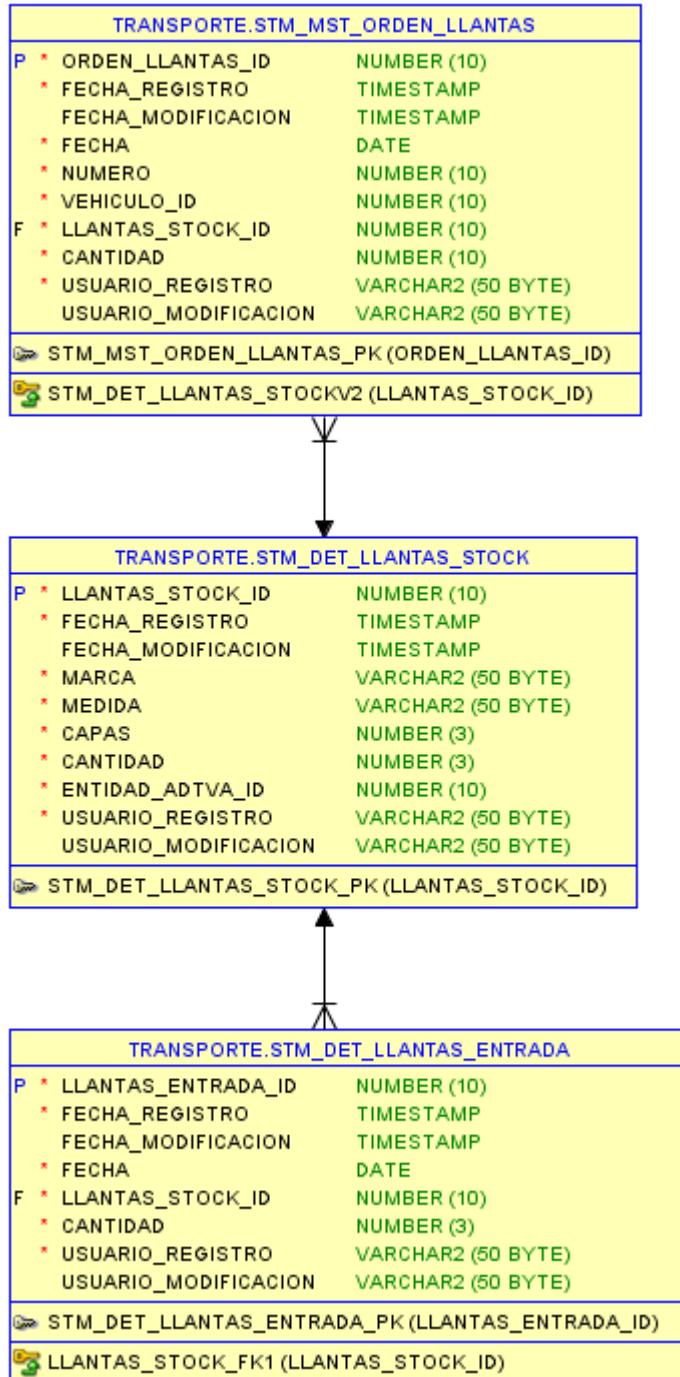 TRANSPORTE.STM_MST_ORDEN_LLANTAS
P * ORDEN_LLANTAS_ID NUMBER (10)
* FECHA_REGISTRO TIMESTAMP
FECHA_MODIFICACION TIMESTAMP
* FECHA DATE
* NUMERO NUMBER (10)
* VEHICULO_ID NUMBER (10)
F * LLANTAS_STOCK_ID NUMBER (10)
* CANTIDAD NUMBER (10)
* USUARIO_REGISTRO VARCHAR2 (50 BYTE)
USUARIO_MODIFICACION VARCHAR2 (50 BYTE)
STM_MST_ORDEN_LLANTAS_PK (ORDEN_LLANTAS_ID)
STM_DET_LLANTAS_STOCKV2 (LLANTAS_STOCK_ID)
TRANSPORTE.STM_DET_LLANTAS_STOCK
P * LLANTAS_STOCK_ID NUMBER (10)
* FECHA_REGISTRO TIMESTAMP
FECHA_MODIFICACION TIMESTAMP
* MARCA VARCHAR2 (50 BYTE)
* MEDIDA VARCHAR2 (50 BYTE)
* CAPAS NUMBER (3)
* CANTIDAD NUMBER (3)
* ENTIDAD_ADTVA_ID NUMBER (10)
* USUARIO_REGISTRO VARCHAR2 (50 BYTE)
USUARIO_MODIFICACION VARCHAR2 (50 BYTE)
STM_DET_LLANTAS_STOCK_PK (LLANTAS_STOCK_ID)
TRANSPORTE.STM_DET_LLANTAS_ENTRADA
P * LLANTAS_ENTRADA_ID NUMBER (10)
* FECHA_REGISTRO TIMESTAMP
FECHA_MODIFICACION TIMESTAMP
* FECHA DATE
F * LLANTAS_STOCK_ID NUMBER (10)
* CANTIDAD NUMBER (3)
* USUARIO_REGISTRO VARCHAR2 (50 BYTE)
USUARIO_MODIFICACION VARCHAR2 (50 BYTE)
STM_DET_LLANTAS_ENTRADA_PK (LLANTAS_ENTRADA_ID)
LLANTAS_STOCK_FK1 (LLANTAS_STOCK_ID)